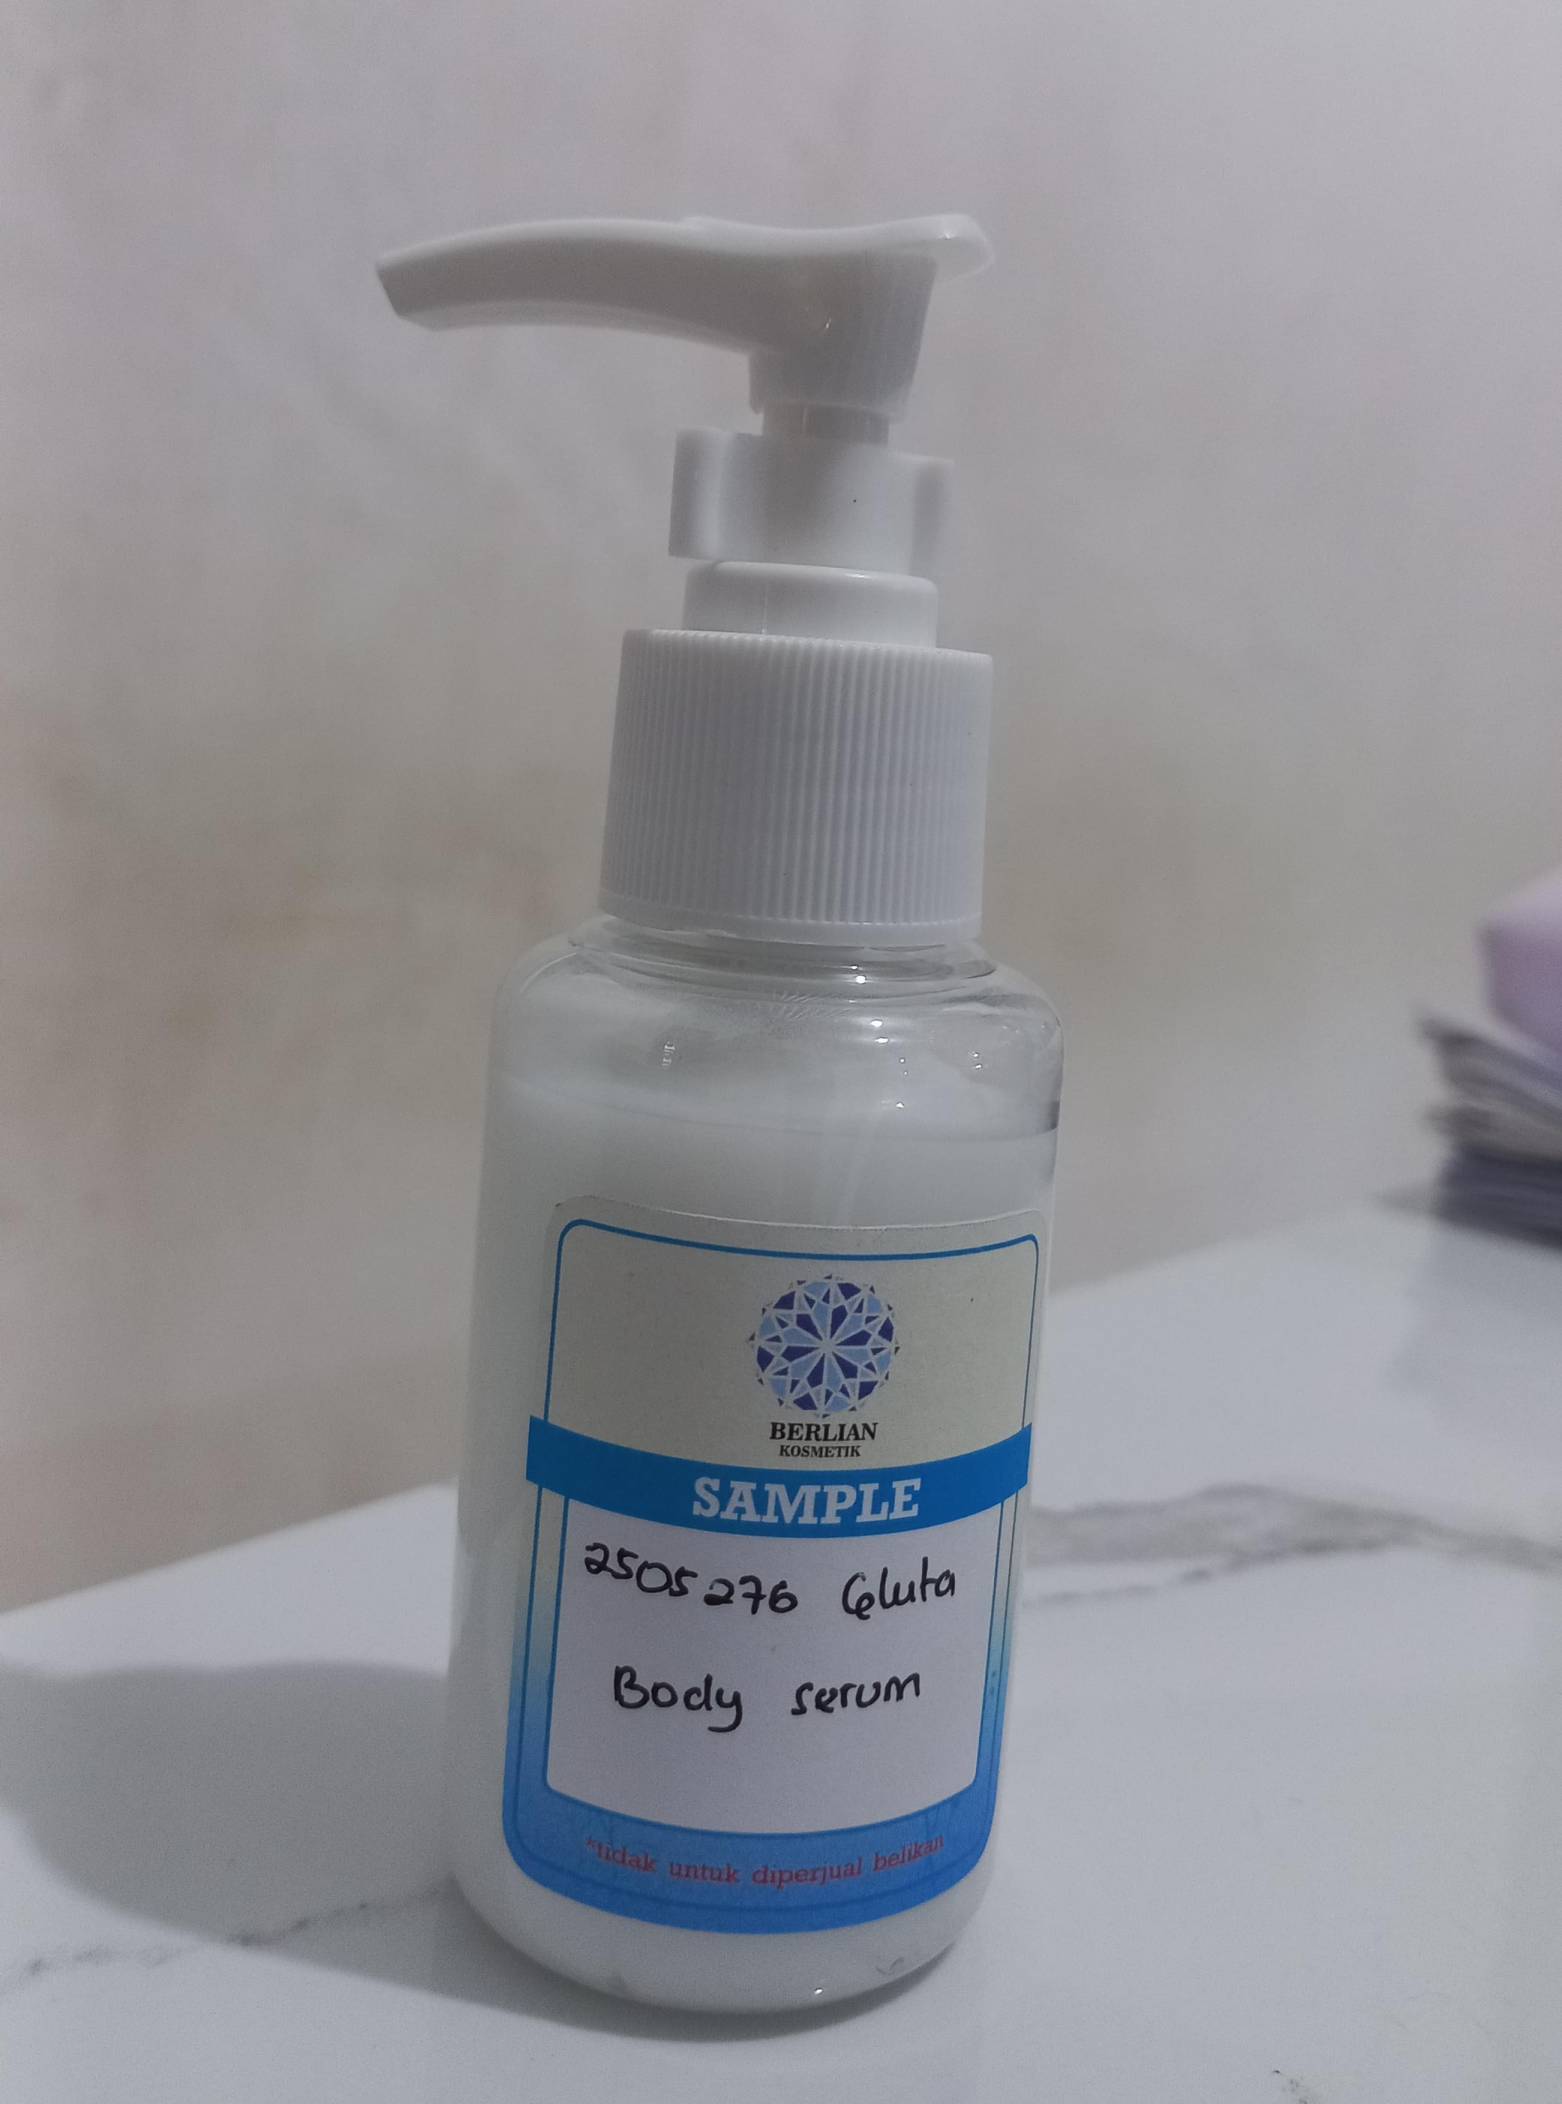 BERLIAN
KOSMETIK
SAMPLE
2505276 Gluta
Body serum
*tidak untuk diperjual belikan